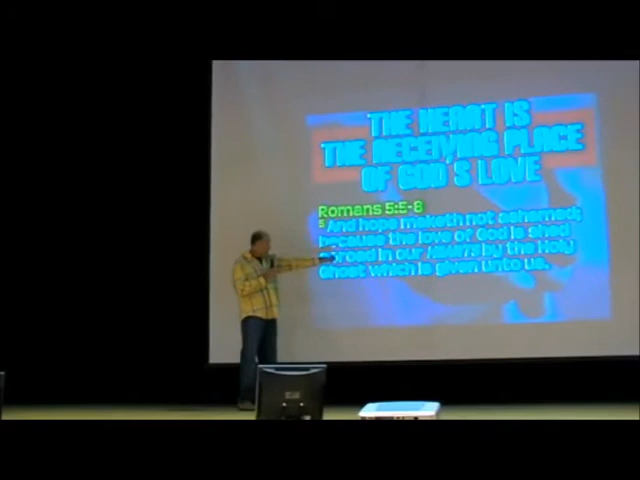 THE HEART IS
THE RECEIVING PLACE
OF GOD'S LOVE
Romans 5:5-8
5 And hope maketh not ashamed;
because the love of God is shed
abroad in our hearts by the Holy
Ghost which is given unto us.